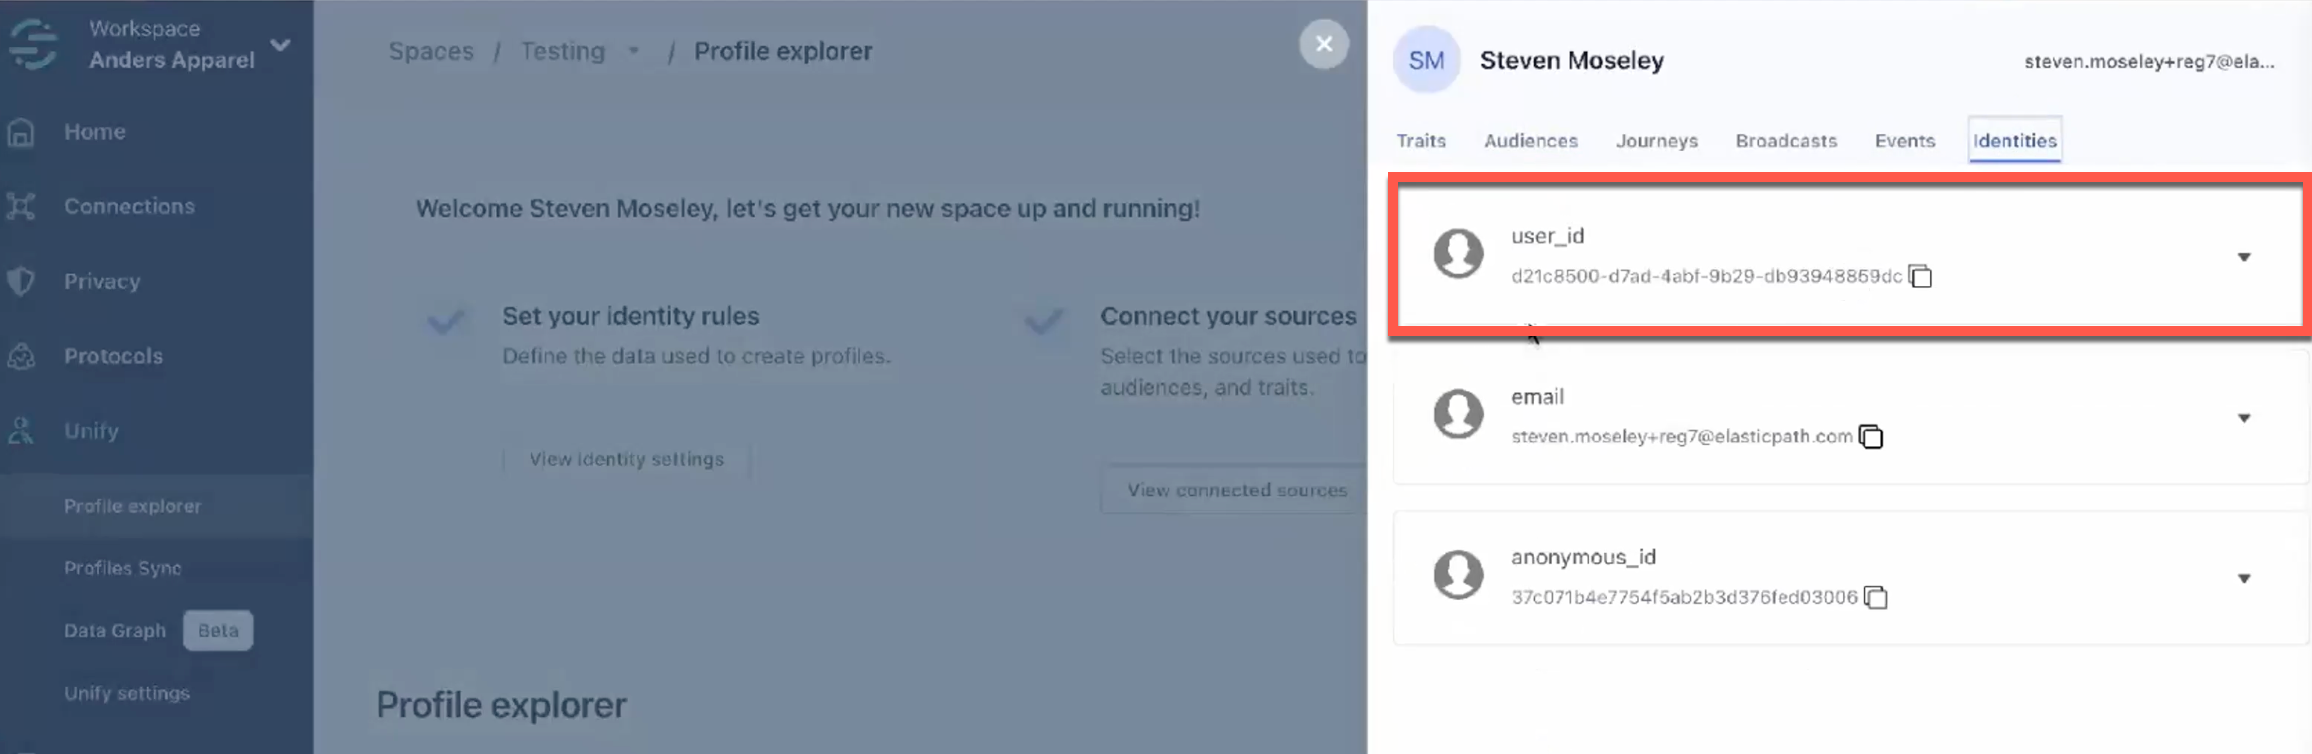 Workspace
Anders Apparel
Home
Connections
Privacy
Protocols
Unify
Profile explorer
Profiles Sync
Data Graph Beta
Unify settings
Spaces / Testing / Profile explorer
Welcome Steven Moseley, let's get your new space up and running!
Set your identity rules
Define the data used to create profiles.
View identity settings
Connect your sources
Select the sources used to
audiences, and traits.
View connected sources
Profile explorer
SM Steven Moseley steven.moseley+reg7@ela...
Traits Audiences Journeys Broadcasts Events Identities
user_id
d21c8500-d7ad-4abf-9b29-db93948859dc
email
steven.moseley+reg7@elasticpath.com
anonymous_id
37c071b4e7754f5ab2b3d376fed03006